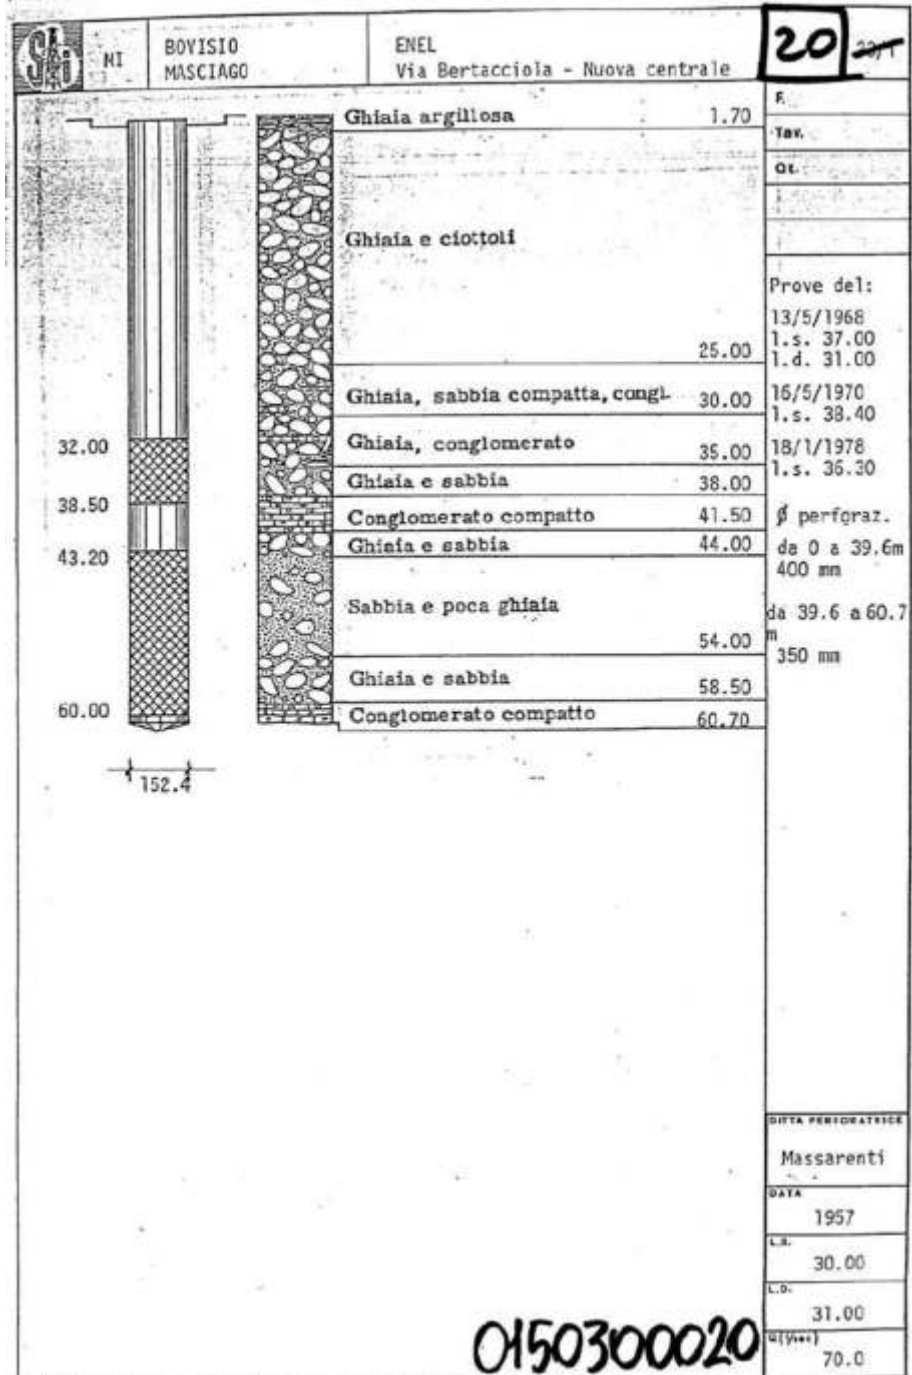 MI
BOVISIO
MASCIAGO
ENEL
Via Bertacciola - Nuova centrale
20
F.
Tav.
Qt.
Ghiaia argillosa 1.70
Ghiaia e ciottoli
25.00
Ghiaia, sabbia compatta, congl. 30.00
Ghiaia, conglomerato 35.00
Ghiaia e sabbia 38.00
Conglomerato compatto 41.50
Ghiaia e sabbia 44.00
Sabbia e poca ghiaia
54.00
Ghiaia e sabbia 58.50
Conglomerato compatto 60.70
32.00
38.50
43.20
60.00
152.4
Prove del:
13/5/1968
l.s. 37.00
l.d. 31.00
16/5/1970
l.s. 38.40
18/1/1978
l.s. 36.30
ø perforaz.
da 0 a 39.6m
400 mm
da 39.6 a 60.7
m
350 mm
DITTA PERFORATRICE
Massarenti
DATA
1957
L.S.
30.00
L.D.
31.00
Q(l/sec)
70.0
0150300020